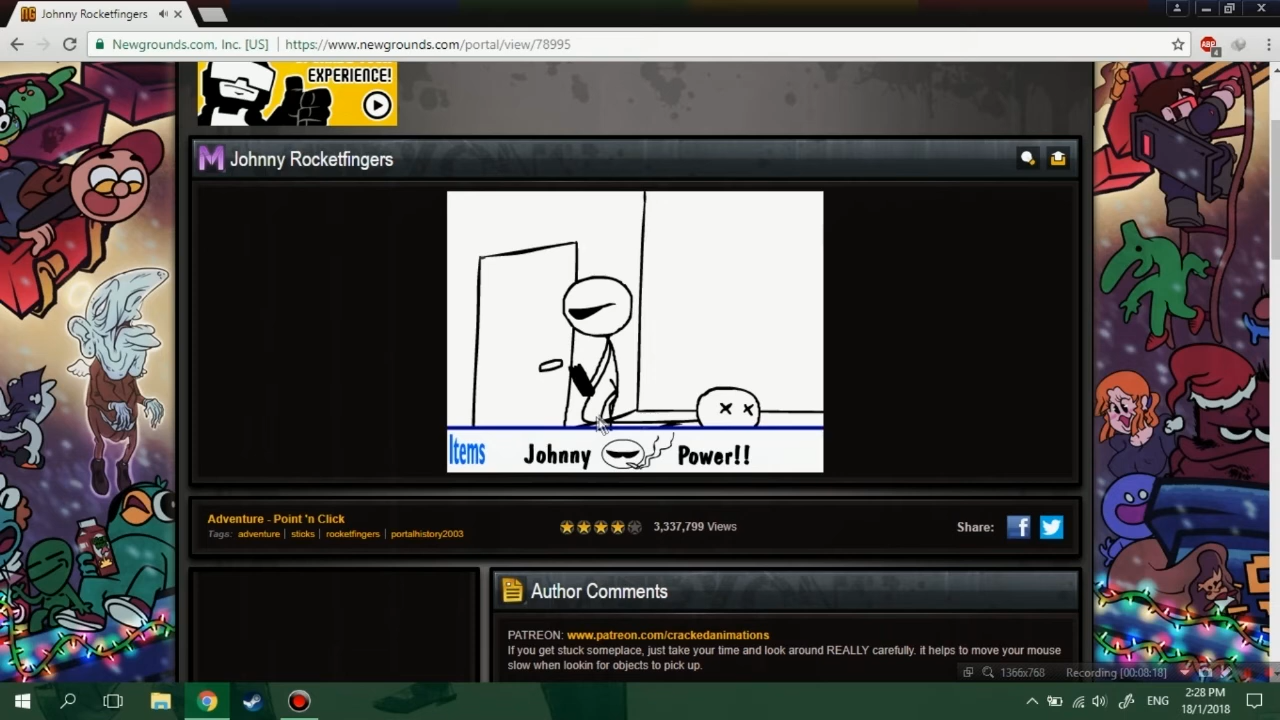 Johnny Rocketfingers
Newgrounds.com, Inc. [US]
https://www.newgrounds.com/portal/view/78995
ABP
4
EXPERIENCE!
M Johnny Rocketfingers
Items
Johnny
Power!!
Adventure - Point 'n Click
Tags: adventure | sticks | rocketfingers | portalhistory2003
3,337,799 Views
Share:
Author Comments
PATREON: www.patreon.com/crackedanimations
If you get stuck someplace, just take your time and look around REALLY carefully. it helps to move your mouse
slow when lookin for objects to pick up.
1366x768
Recording [00:08:18]
ENG
2:28 PM
18/1/2018